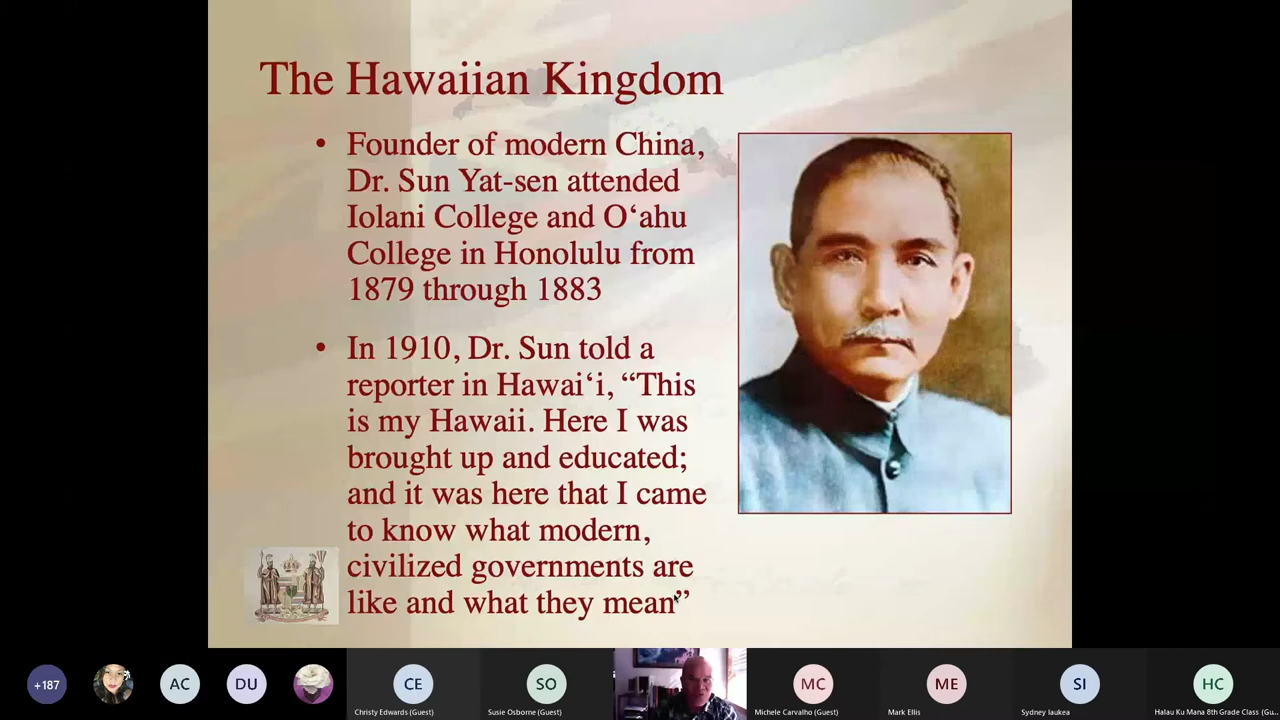 The Hawaiian Kingdom
• Founder of modern China,
Dr. Sun Yat-sen attended
Iolani College and Oʻahu
College in Honolulu from
1879 through 1883
• In 1910, Dr. Sun told a
reporter in Hawaiʻi, “This
is my Hawaii. Here I was
brought up and educated;
and it was here that I came
to know what modern,
civilized governments are
like and what they mean”
+187
AC
DU
CE
SO
MC
ME
SI
HC
Christy Edwards (Guest)
Susie Osborne (Guest)
Michele Carvalho (Guest)
Mark Ellis
Sydney Iaukea
Halau Ku Mana 8th Grade Class (Gu...